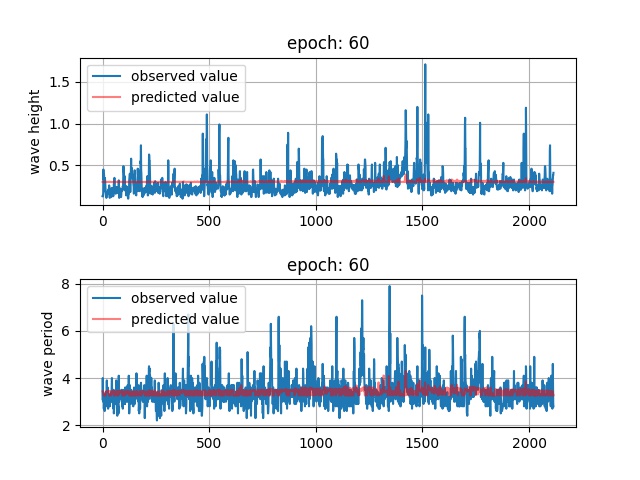 epoch: 60
observed value
predicted value
wave height
1.5
1.0
0.5
0 500 1000 1500 2000
epoch: 60
observed value
predicted value
wave period
8
6
4
2
0 500 1000 1500 2000